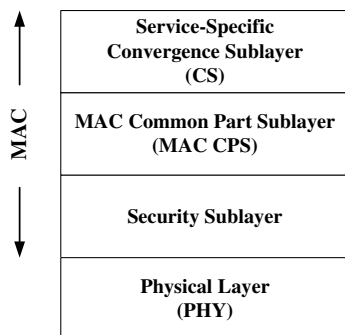 MAC
Service-Specific
Convergence Sublayer
(CS)
MAC Common Part Sublayer
(MAC CPS)
Security Sublayer
Physical Layer
(PHY)